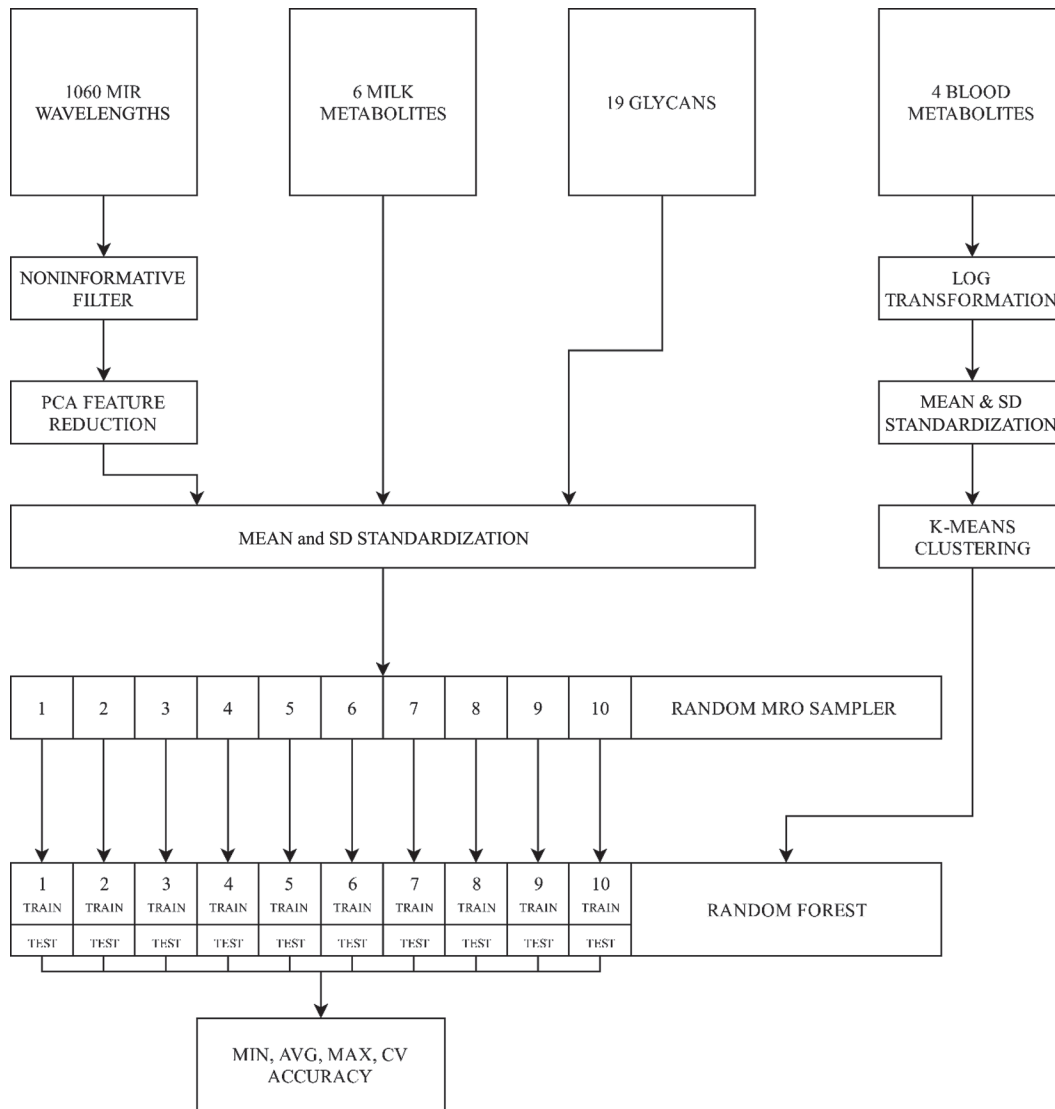 1060 MIR
WAVELENGTHS
6 MILK
METABOLITES
19 GLYCANS
4 BLOOD
METABOLITES
NONINFORMATIVE
FILTER
LOG
TRANSFORMATION
PCA FEATURE
REDUCTION
MEAN & SD
STANDARDIZATION
MEAN and SD STANDARDIZATION
K-MEANS
CLUSTERING
1 2 3 4 5 6 7 8 9 10 RANDOM MRO SAMPLER
1 2 3 4 5 6 7 8 9 10
TRAIN TRAIN TRAIN TRAIN TRAIN TRAIN TRAIN TRAIN TRAIN TRAIN
RANDOM FOREST
TEST TEST TEST TEST TEST TEST TEST TEST TEST TEST
MIN, AVG, MAX, CV
ACCURACY